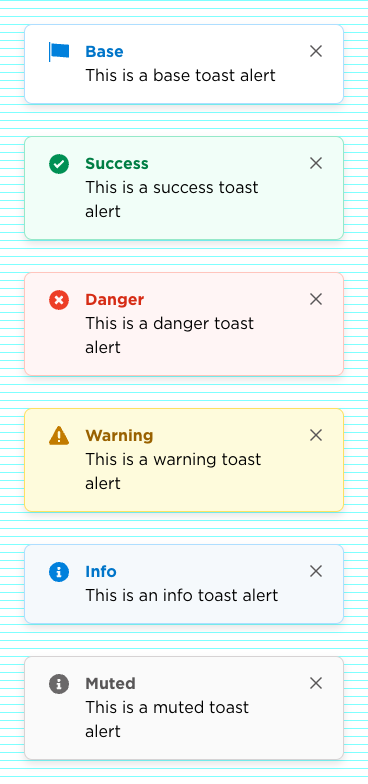 Base
This is a base toast alert
Success
This is a success toast
alert
Danger
This is a danger toast
alert
Warning
This is a warning toast
alert
Info
This is an info toast alert
Muted
This is a muted toast
alert